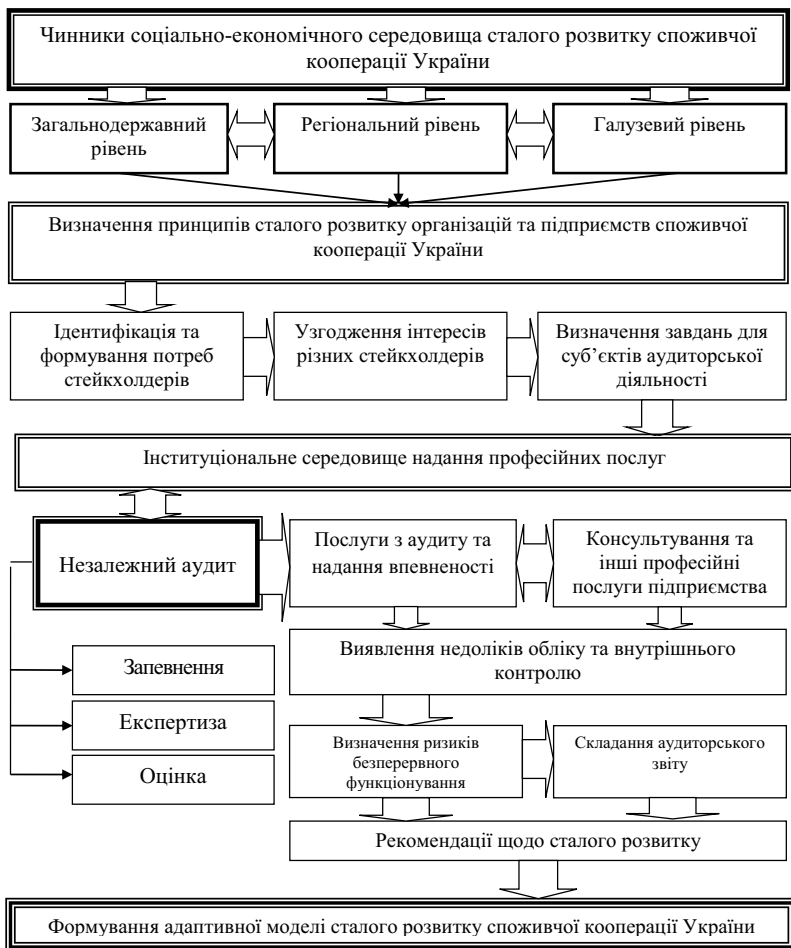 Чинники соціально-економічного середовища сталого розвитку споживчої
кооперації України
Загальнодержавний
рівень
Регіональний рівень
Галузевий рівень
Визначення принципів сталого розвитку організацій та підприємств споживчої
кооперації України
Ідентифікація та
формування потреб
стейкхолдерів
Узгодження інтересів
різних стейкхолдерів
Визначення завдань для
суб’єктів аудиторської
діяльності
Інституціональне середовище надання професійних послуг
Незалежний аудит
Послуги з аудиту та
надання впевненості
Консультування та
інші професійні
послуги підприємства
Виявлення недоліків обліку та внутрішнього
контролю
Запевнення
Експертиза
Оцінка
Визначення ризиків
безперервного
функціонування
Складання аудиторського
звіту
Рекомендації щодо сталого розвитку
Формування адаптивної моделі сталого розвитку споживчої кооперації України